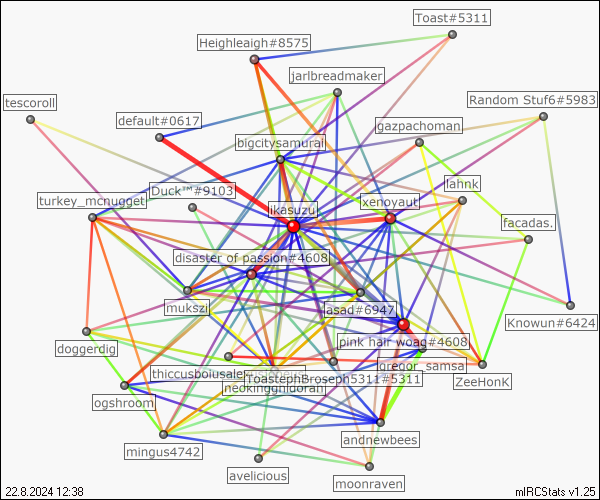 Toast#5311
Heighleaigh#8575
jarlbreadmaker
tescoroll
Random Stuf6#5983
default#0617
gazpachoman
bigcitysamurai
Duck™#9103
lahnk
turkey_mcnugget
ikasuzu
xenoyaut
facadas.
disaster of passion#4608
mukszi
asad#6947
Knowun#6424
pink hair woag#4608
doggerdig
gregor_samsa
thiccusboiusalec
ToastephBroseph5311#5311
ZeeHonK
neokingghidorah
ogshroom
andnewbees
mingus4742
avelicious
moonraven
22.8.2024 12:38
mIRCStats v1.25